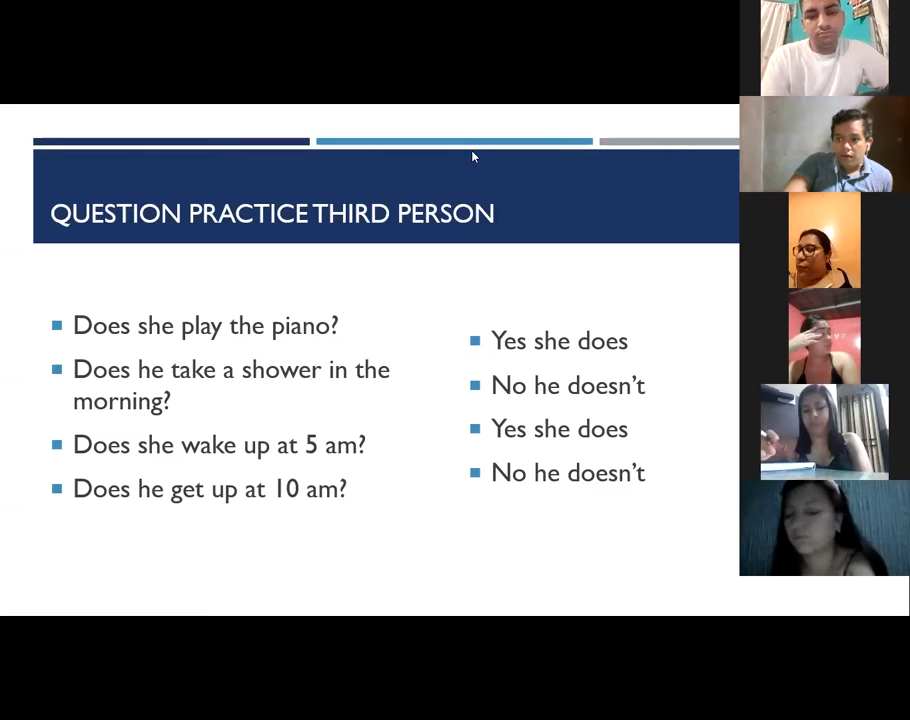 QUESTION PRACTICE THIRD PERSON
Does she play the piano?
Does he take a shower in the
morning?
Does she wake up at 5 am?
Does he get up at 10 am?
Yes she does
No he doesn’t
Yes she does
No he doesn’t